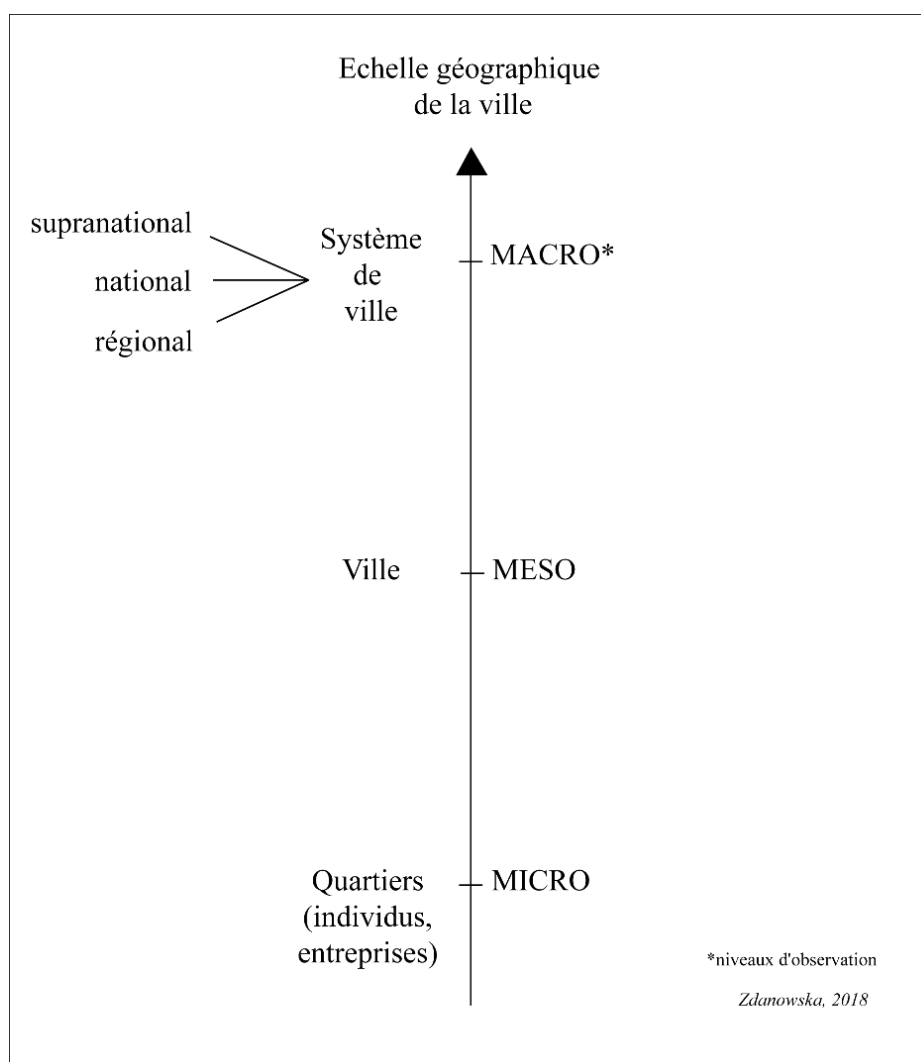 Echelle géographique
de la ville
supranational
national
régional
Système
de
ville
MACRO*
Ville
MESO
Quartiers
(individus,
entreprises)
MICRO
*niveaux d'observation
Zdanowska, 2018